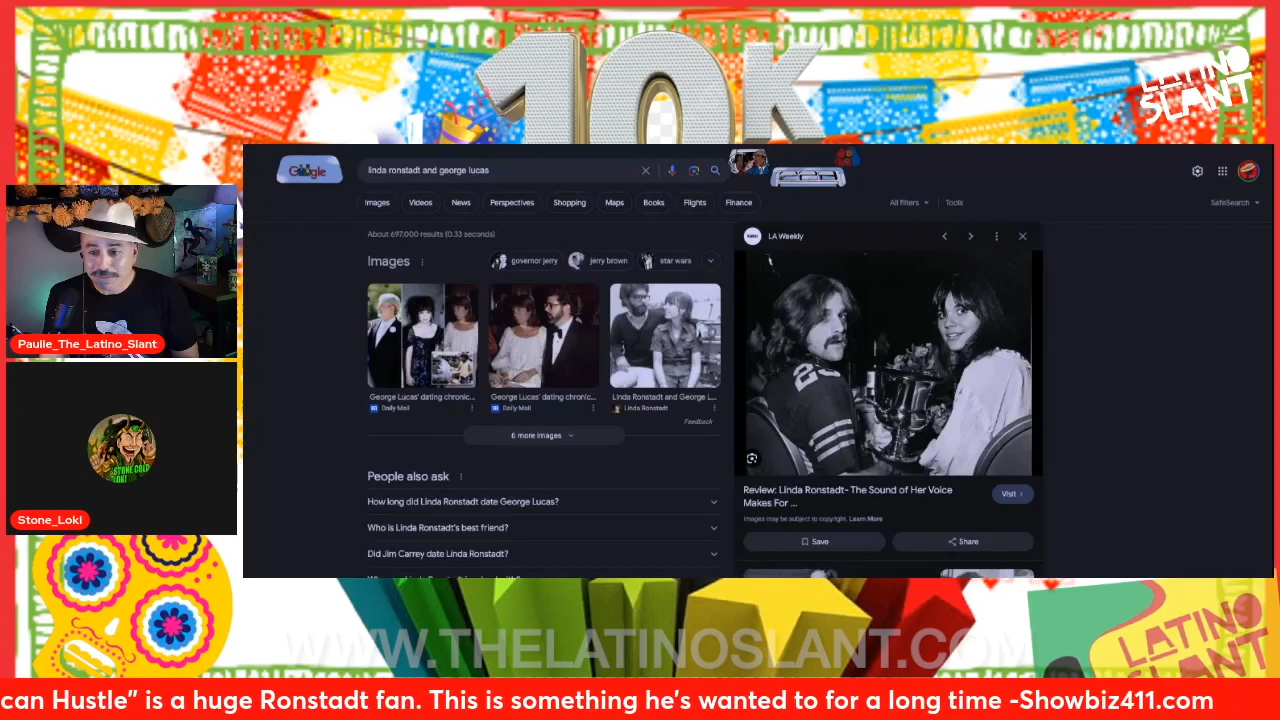 10K
LATINO
SLANT
Google
linda ronstadt and george lucas
Images
Videos
News
Perspectives
Shopping
Maps
Books
Flights
Finance
All filters
Tools
SafeSearch
About 697,000 results (0.33 seconds)
Images
governor jerry
jerry brown
star wars
George Lucas' dating chronic...
Daily Mail
George Lucas' dating chronic...
Daily Mail
Linda Ronstadt and George L...
Linda Ronstadt
Feedback
6 more images
People also ask
How long did Linda Ronstadt date George Lucas?
Who is Linda Ronstadt's best friend?
Did Jim Carrey date Linda Ronstadt?
LA Weekly
Review: Linda Ronstadt- The Sound of Her Voice
Makes For ...
Visit
Images may be subject to copyright. Learn More
Save
Share
Paulie_The_Latino_Slant
STONE COLD
LOKI
Stone_Loki
WWW.THELATINOSLANT.COM
LATINO
SLANT
can Hustle” is a huge Ronstadt fan. This is something he’s wanted to for a long time -Showbiz411.com